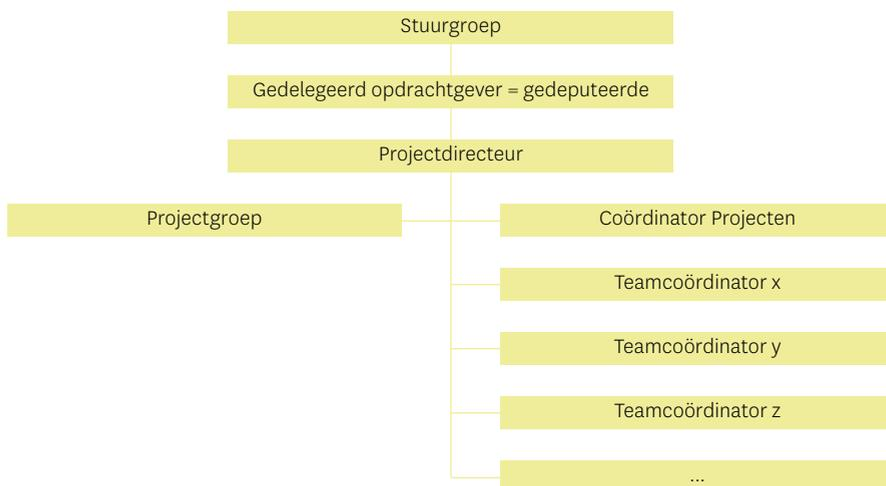 Stuurgroep
Gedelegeerd opdrachtgever = gedeputeerde
Projectdirecteur
Projectgroep
Coördinator Projecten
Teamcoördinator x
Teamcoördinator y
Teamcoördinator z
...